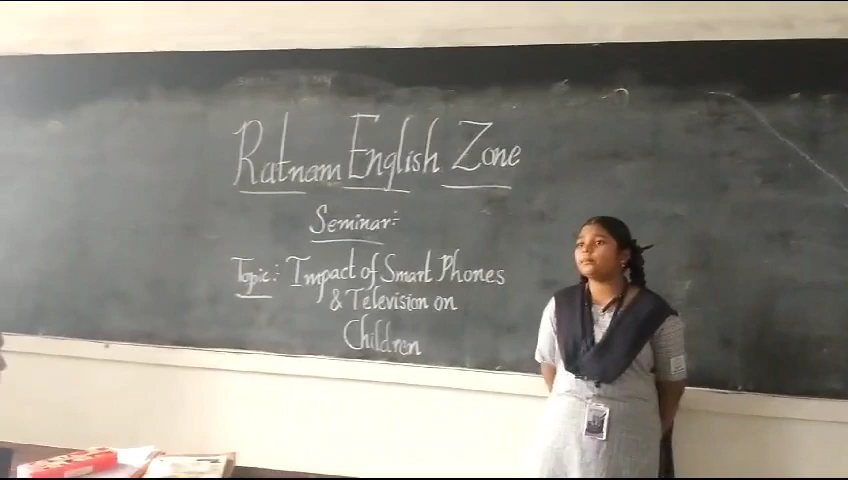 Ratnam English Zone
Seminar:-
Topic:- Impact of Smart Phones
& Television on
Children